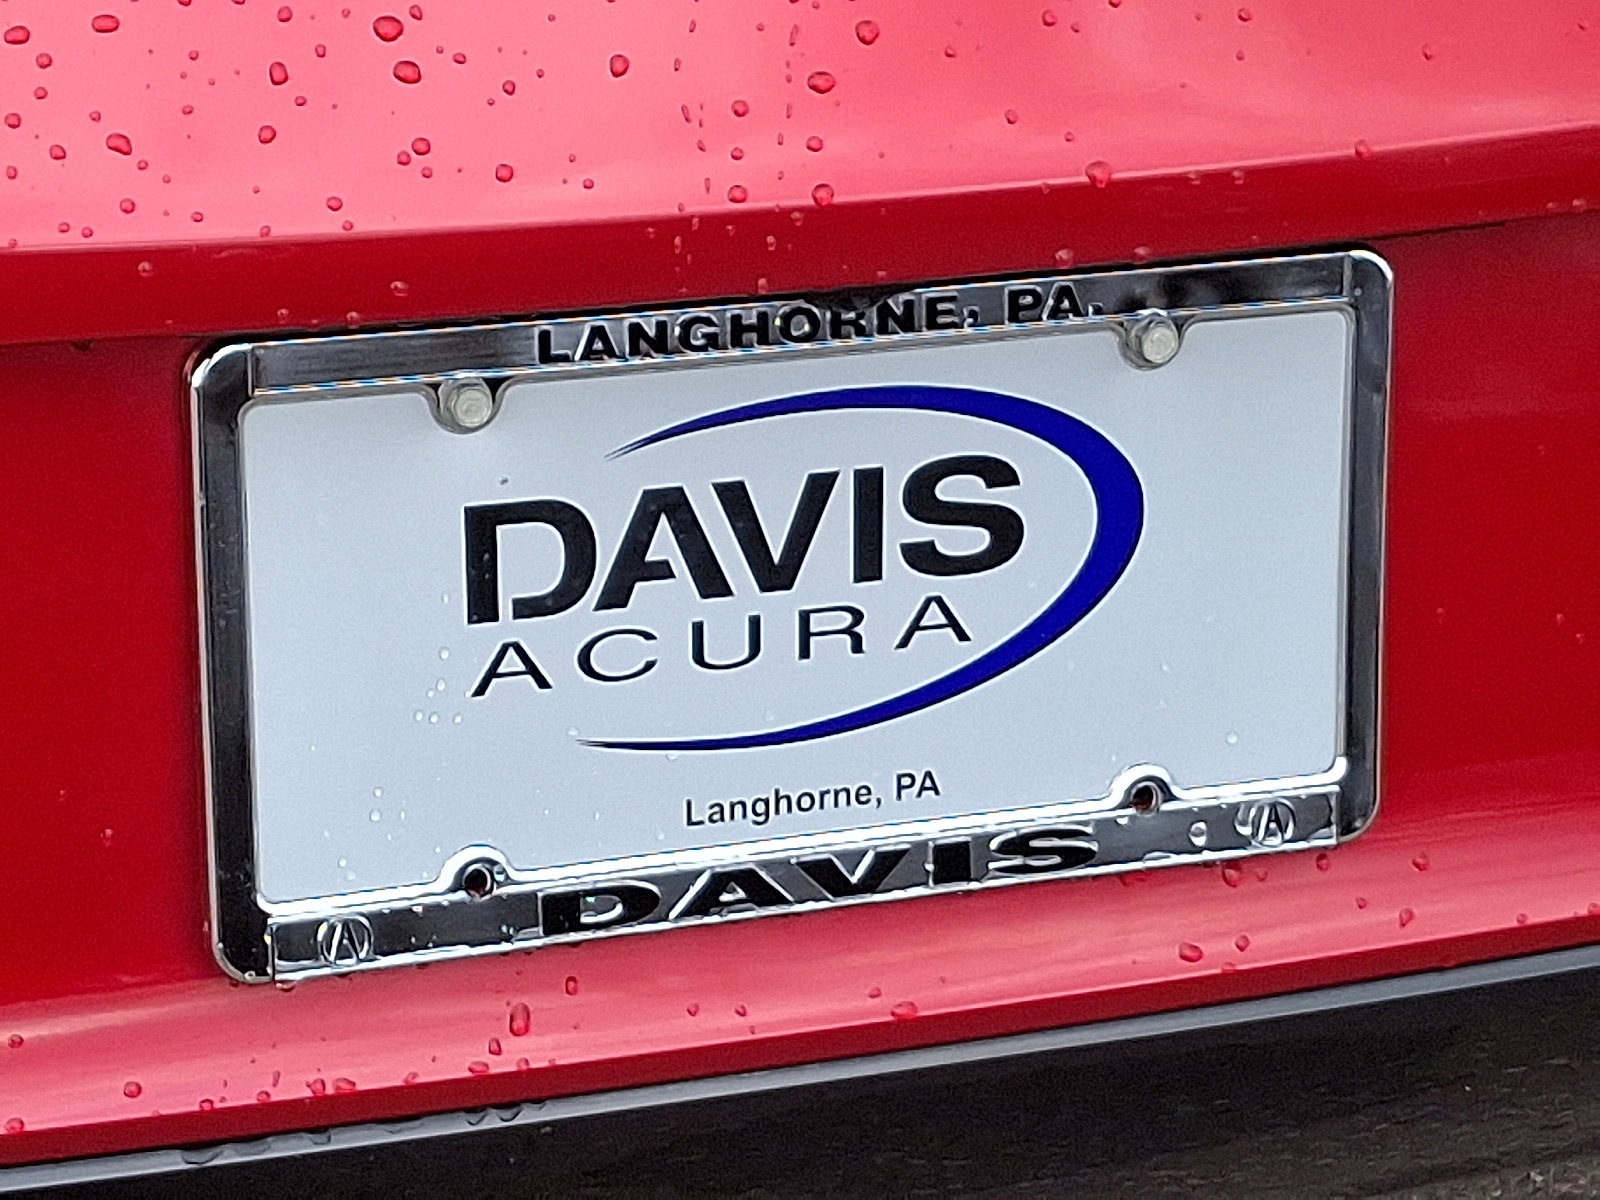 LANGHORNE, PA.
DAVIS
ACURA
Langhorne, PA
DAVIS